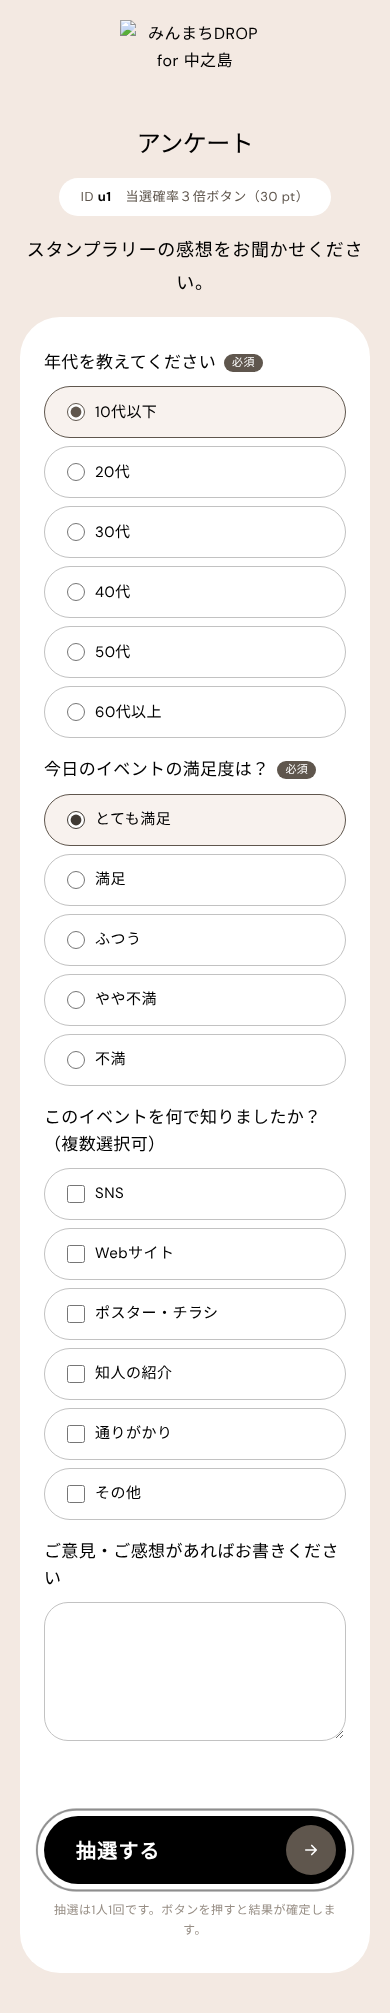 みんまちDROP
for 中之島
アンケート
ID u1 当選確率３倍ボタン（30 pt）
スタンプラリーの感想をお聞かせくださ
い。
年代を教えてください 必須
10代以下
20代
30代
40代
50代
60代以上
今日のイベントの満足度は？ 必須
とても満足
満足
ふつう
やや不満
不満
このイベントを何で知りましたか？
（複数選択可）
SNS
Webサイト
ポスター・チラシ
知人の紹介
通りがかり
その他
ご意見・ご感想があればお書きくださ
い
抽選する
抽選は1人1回です。ボタンを押すと結果が確定しま
す。